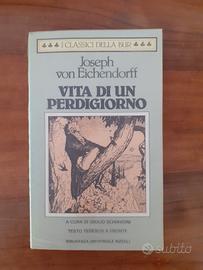 I CLASSICI DELLA BUR
Joseph
von Eichendorff
VITA DI UN
PERDIGIORNO
A CURA DI GIULIO SCHIAVONI
TESTO TEDESCO A FRONTE
BIBLIOTECA UNIVERSALE RIZZOLI
subito